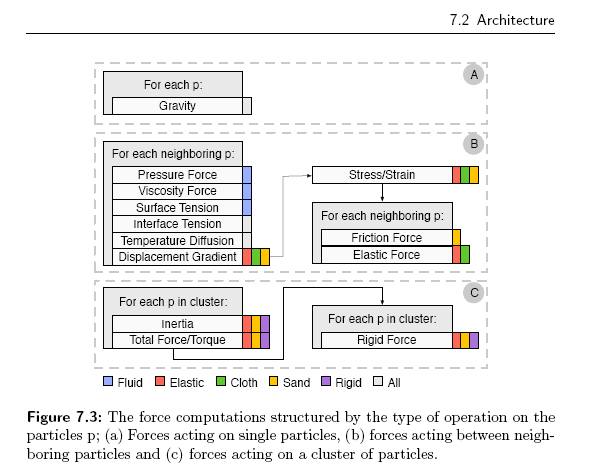 7.2 Architecture
A
For each p:
Gravity
B
For each neighboring p:
Pressure Force
Viscosity Force
Surface Tension
Interface Tension
Temperature Diffusion
Displacement Gradient
Stress/Strain
For each neighboring p:
Friction Force
Elastic Force
C
For each p in cluster:
Inertia
Total Force/Torque
For each p in cluster:
Rigid Force
Fluid Elastic Cloth Sand Rigid All
Figure 7.3: The force computations structured by the type of operation on the
particles p; (a) Forces acting on single particles, (b) forces acting between neigh-
boring particles and (c) forces acting on a cluster of particles.